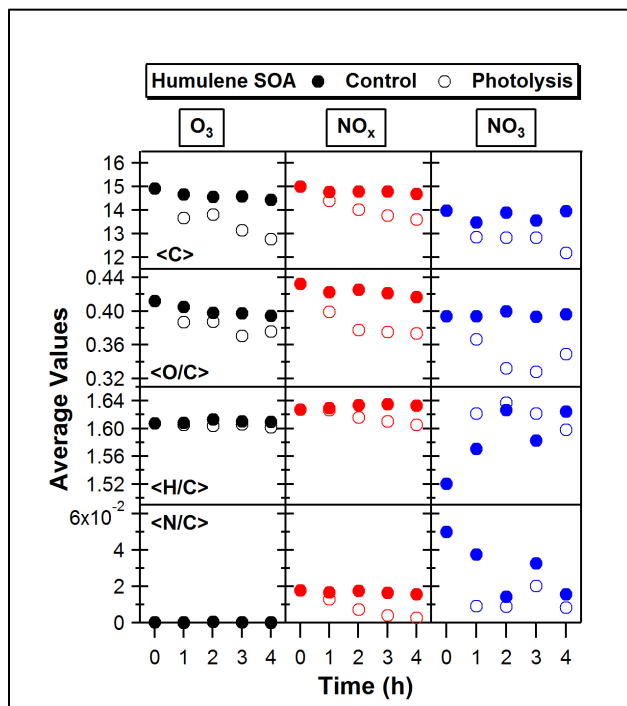 Humulene SOA ● Control ○ Photolysis
O₃ NOₓ NO₃
16
15
14
13
12
<C>
0.44
0.40
0.36
0.32
<O/C>
1.64
1.60
1.56
1.52
<H/C>
6x10⁻²
4
2
0
<N/C>
Average Values
0 1 2 3 4 0 1 2 3 4 0 1 2 3 4
Time (h)